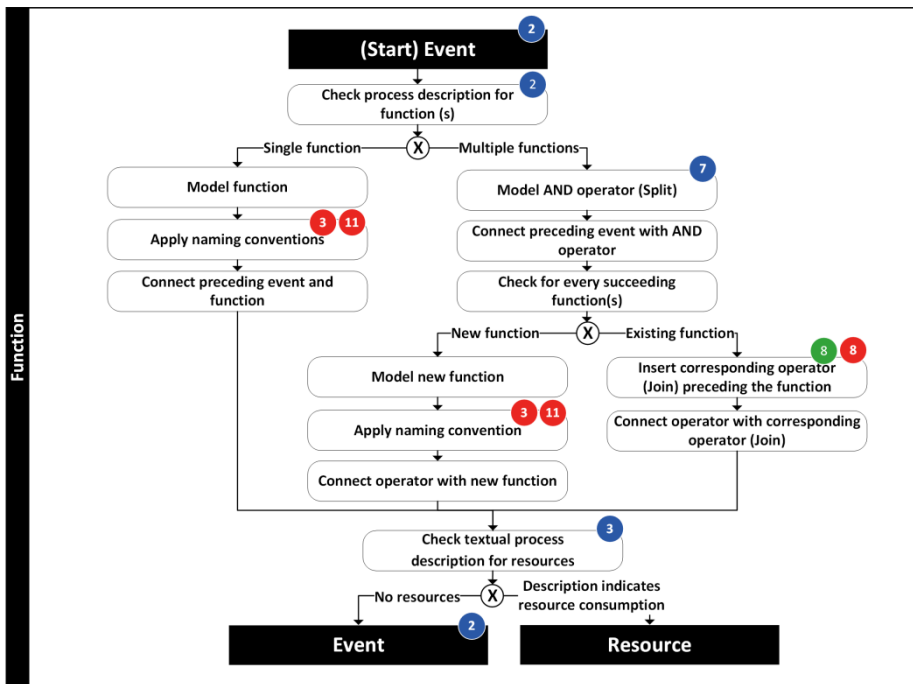 Function
2
(Start) Event
2
Check process description for
function (s)
Single function
X
Multiple functions
7
Model function
Model AND operator (Split)
3 11
Apply naming conventions
Connect preceding event with AND
operator
Connect preceding event and
function
Check for every succeeding
function(s)
New function
X
Existing function
8 8
Model new function
Insert corresponding operator
(Join) preceding the function
3 11
Apply naming convention
Connect operator with corresponding
operator (Join)
Connect operator with new function
3
Check textual process
description for resources
No resources
X
Description indicates
resource consumption
2
Event
Resource